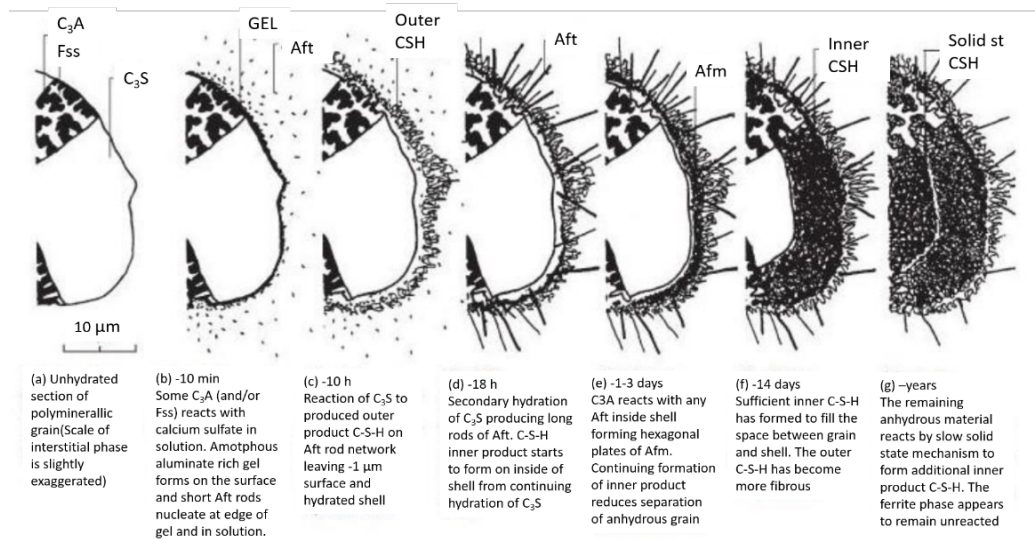 C₃A
Fss
C₃S
GEL
Aft
Outer
CSH
Aft
Afm
Inner
CSH
Solid st
CSH
10 µm
(a) Unhydrated
section of
polyminerallic
grain(Scale of
interstitial phase
is slightly
exaggerated)
(b) -10 min
Some C₃A (and/or
Fss) reacts with
calcium sulfate in
solution. Amotphous
aluminate rich gel
forms on the surface
and short Aft rods
nucleate at edge of
gel and in solution.
(c) -10 h
Reaction of C₃S to
produced outer
product C-S-H on
Aft rod network
leaving -1 µm
surface and
hydrated shell
(d) -18 h
Secondary hydration
of C₃S producing long
rods of Aft. C-S-H
inner product starts
to form on inside of
shell from continuing
hydration of C₃S
(e) -1-3 days
C3A reacts with any
Aft inside shell
forming hexagonal
plates of Afm.
Continuing formation
of inner product
reduces separation
of anhydrous grain
(f) -14 days
Sufficient inner C-S-H
has formed to fill the
space between grain
and shell. The outer
C-S-H has become
more fibrous
(g) –years
The remaining
anhydrous material
reacts by slow solid
state mechanism to
form additional inner
product C-S-H. The
ferrite phase appears
to remain unreacted